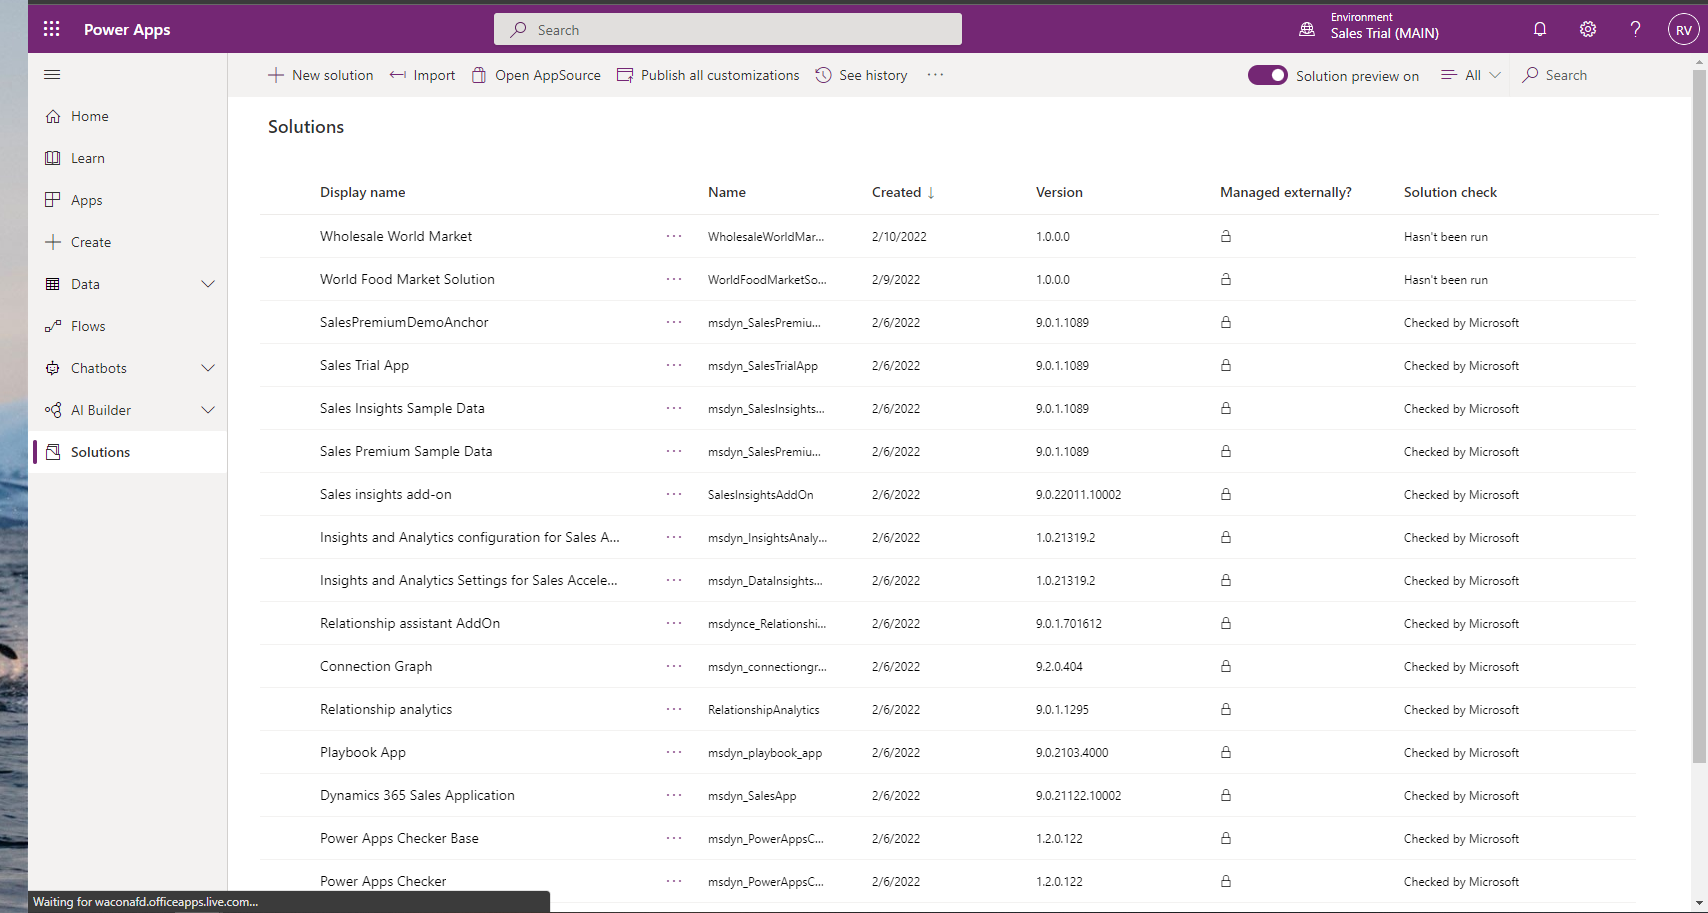 Power Apps
Search
Environment
Sales Trial (MAIN)
RV
New solution
Import
Open AppSource
Publish all customizations
See history
···
Solution preview on
All
Search
Home
Learn
Apps
Create
Data
Flows
Chatbots
AI Builder
Solutions
Solutions
Display name Name Created ↓ Version Managed externally? Solution check
Wholesale World Market ··· WholesaleWorldMar... 2/10/2022 1.0.0.0 Hasn't been run
World Food Market Solution ··· WorldFoodMarketSo... 2/9/2022 1.0.0.0 Hasn't been run
SalesPremiumDemoAnchor ··· msdyn_SalesPremiu... 2/6/2022 9.0.1.1089 Checked by Microsoft
Sales Trial App ··· msdyn_SalesTrialApp 2/6/2022 9.0.1.1089 Checked by Microsoft
Sales Insights Sample Data ··· msdyn_SalesInsights... 2/6/2022 9.0.1.1089 Checked by Microsoft
Sales Premium Sample Data ··· msdyn_SalesPremiu... 2/6/2022 9.0.1.1089 Checked by Microsoft
Sales insights add-on ··· SalesInsightsAddOn 2/6/2022 9.0.22011.10002 Checked by Microsoft
Insights and Analytics configuration for Sales A... ··· msdyn_InsightsAnaly... 2/6/2022 1.0.21319.2 Checked by Microsoft
Insights and Analytics Settings for Sales Accele... ··· msdyn_DataInsights... 2/6/2022 1.0.21319.2 Checked by Microsoft
Relationship assistant AddOn ··· msdynce_Relationshi... 2/6/2022 9.0.1.701612 Checked by Microsoft
Connection Graph ··· msdyn_connectiongr... 2/6/2022 9.2.0.404 Checked by Microsoft
Relationship analytics ··· RelationshipAnalytics 2/6/2022 9.0.1.1295 Checked by Microsoft
Playbook App ··· msdyn_playbook_app 2/6/2022 9.0.2103.4000 Checked by Microsoft
Dynamics 365 Sales Application ··· msdyn_SalesApp 2/6/2022 9.0.21122.10002 Checked by Microsoft
Power Apps Checker Base ··· msdyn_PowerAppsC... 2/6/2022 1.2.0.122 Checked by Microsoft
Power Apps Checker ··· msdyn_PowerAppsC... 2/6/2022 1.2.0.122 Checked by Microsoft
Waiting for waconafd.officeapps.live.com...